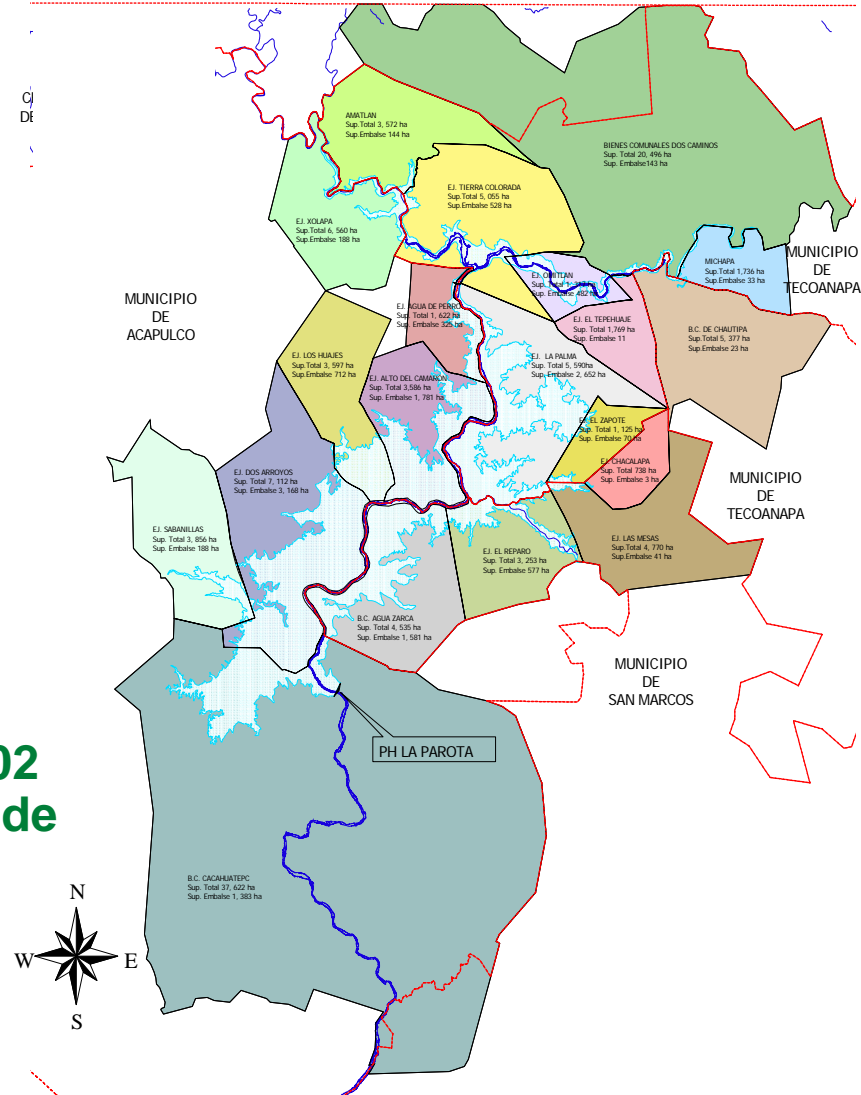 AMATLAN
Sup.Total 3, 572 ha
Sup.Embalse 144 ha
BIENES COMUNALES DOS CAMINOS
Sup. Total 20, 496 ha
Sup. Embalse143 ha
EJ. TIERRA COLORADA
Sup.Total 5, 055 ha
Sup.Embalse 528 ha
EJ. XOLAPA
Sup.Total 6, 560 ha
Sup.Embalse 188 ha
MICHAPA
Sup.Total 1,736 ha
Sup.Embalse 33 ha
MUNICIPIO
DE
TECOANAPA
EJ. OMITLAN
Sup. Embalse 482 ha
MUNICIPIO
DE
ACAPULCO
EJ. AGUA DE PERRO
Sup. Total 1, 622 ha
Sup. Embalse 325 ha
EJ. EL TEPEHUAJE
Sup. Total 1,769 ha
Sup. Embalse 11
B.C. DE CHAUTIPA
Sup.Total 5, 377 ha
Sup. Embalse 23 ha
EJ. LOS HUAJES
Sup.Total 3, 597 ha
Sup.Embalse 712 ha
EJ. LA PALMA
Sup.Total 5, 590ha
Sup. Embalse 2, 652 ha
EJ. ALTO DEL CAMARON
Sup. Total 3,586 ha
Sup. Embalse 1, 781 ha
EJ. EL ZAPOTE
Sup. Total 1, 125 ha
Sup. Embalse 70 ha
EJ. CHACALAPA
Sup. Total 738 ha
Sup. Embalse 3 ha
EJ. DOS ARROYOS
Sup. Total 7, 112 ha
Sup. Embalse 3, 168 ha
MUNICIPIO
DE
TECOANAPA
EJ. SABANILLAS
Sup. Total 3, 856 ha
Sup. Embalse 188 ha
EJ. LAS MESAS
Sup.Total 4, 770 ha
Sup. Embalse 41 ha
EJ. EL REPARO
Sup. Total 3, 253 ha
Sup. Embalse 577 ha
B.C. AGUA ZARCA
Sup. Total 4, 535 ha
Sup. Embalse 1, 581 ha
MUNICIPIO
DE
SAN MARCOS
PH LA PAROTA
02
de
B.C. CACAHUATEPC
Sup. Total 37, 622 ha
Sup. Embalse 1, 383 ha
N
W E
S